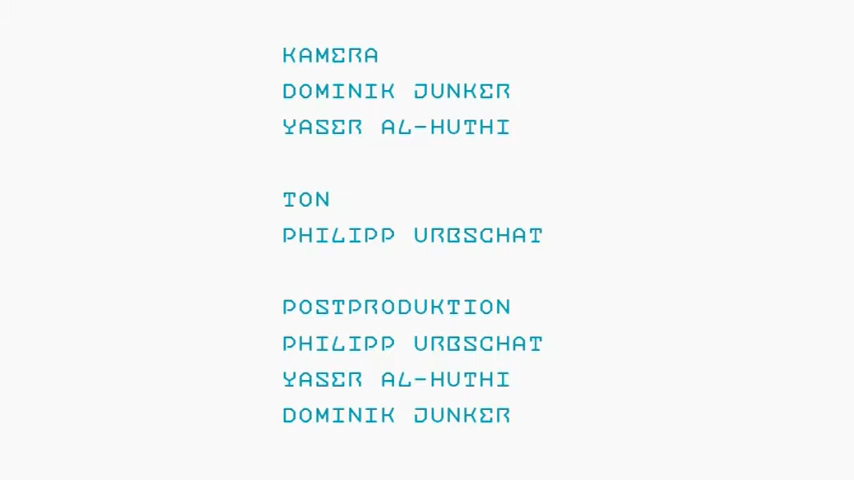 KAMERA
DOMINIK JUNKER
YASER AL-HUTHI
TON
PHILIPP URBSCHAT
POSTPRODUKTION
PHILIPP URBSCHAT
YASER AL-HUTHI
DOMINIK JUNKER